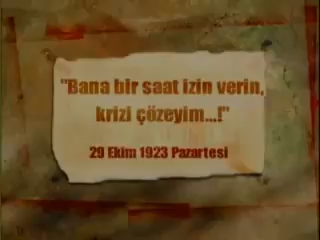 "Bana bir saat izin verin,
krizi çözeyim...!"
29 Ekim 1923 Pazartesi